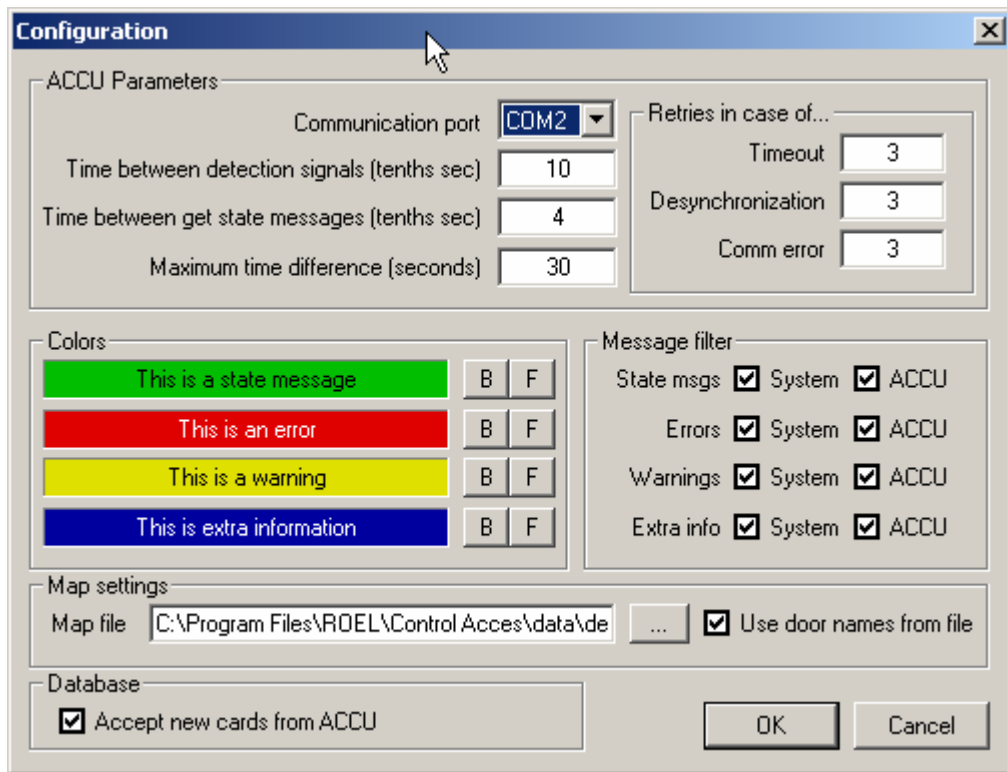 Configuration
ACCU Parameters
Communication port COM2
Time between detection signals (tenths sec) 10
Time between get state messages (tenths sec) 4
Maximum time difference (seconds) 30
Retries in case of...
Timeout 3
Desynchronization 3
Comm error 3
Colors
This is a state message B F
This is an error B F
This is a warning B F
This is extra information B F
Message filter
State msgs System ACCU
Errors System ACCU
Warnings System ACCU
Extra info System ACCU
Map settings
Map file C:\Program Files\ROEL\Control Acces\data\de ... Use door names from file
Database
Accept new cards from ACCU
OK Cancel